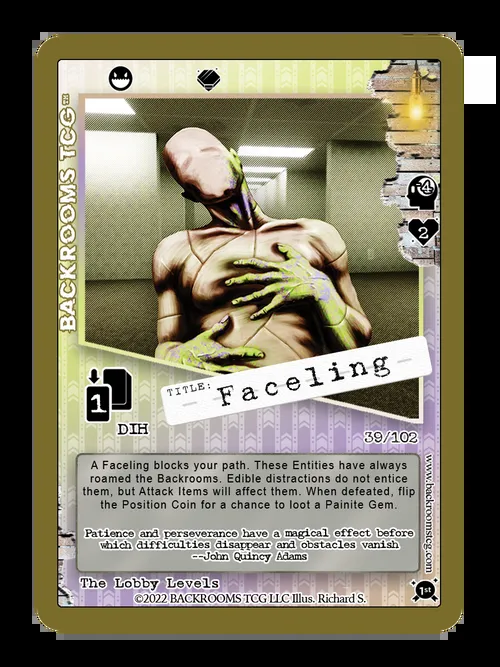 BACKROOMS TCG™
4
2
TITLE: Faceling
1
DIH
39/102
A Faceling blocks your path. These Entities have always
roamed the Backrooms. Edible distractions do not entice
them, but Attack Items will affect them. When defeated, flip
the Position Coin for a chance to loot a Painite Gem.
Patience and perseverance have a magical effect before
which difficulties disappear and obstacles vanish
--John Quincy Adams
www.backroomstcg.com
The Lobby Levels
©2022 BACKROOMS TCG LLC Illus. Richard S.
1st